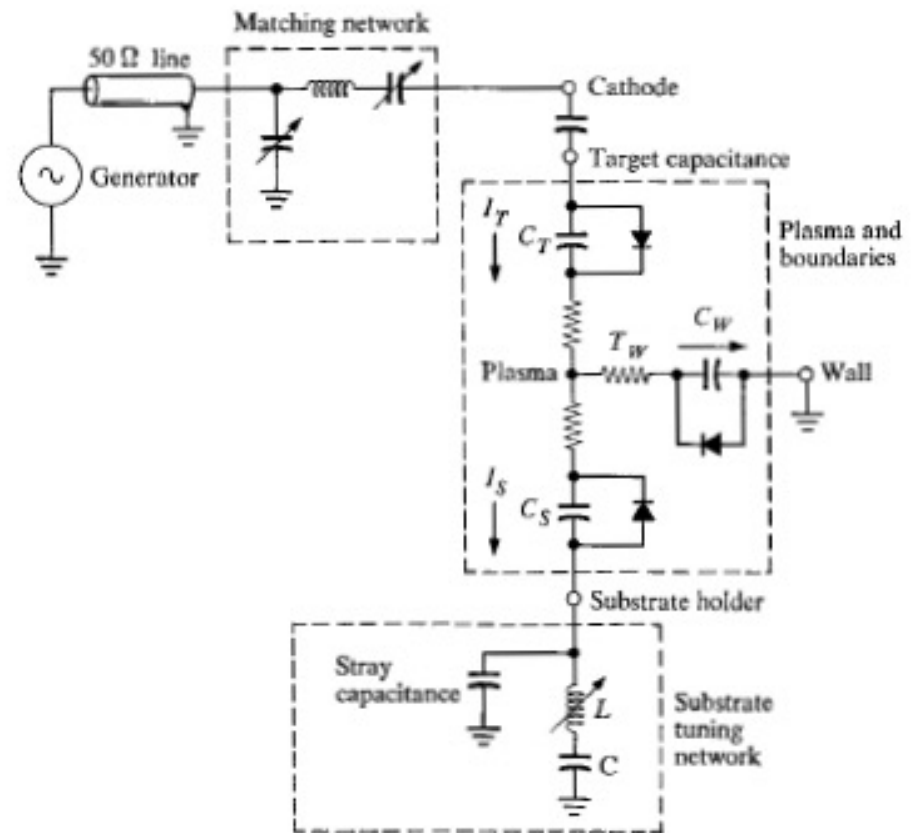 Matching network
50 Ω line
Cathode
Generator
Target capacitance
I_T
C_T
Plasma and
boundaries
T_W
C_W
Plasma
Wall
I_S
C_S
Substrate holder
Stray
capacitance
L
C
Substrate
tuning
network